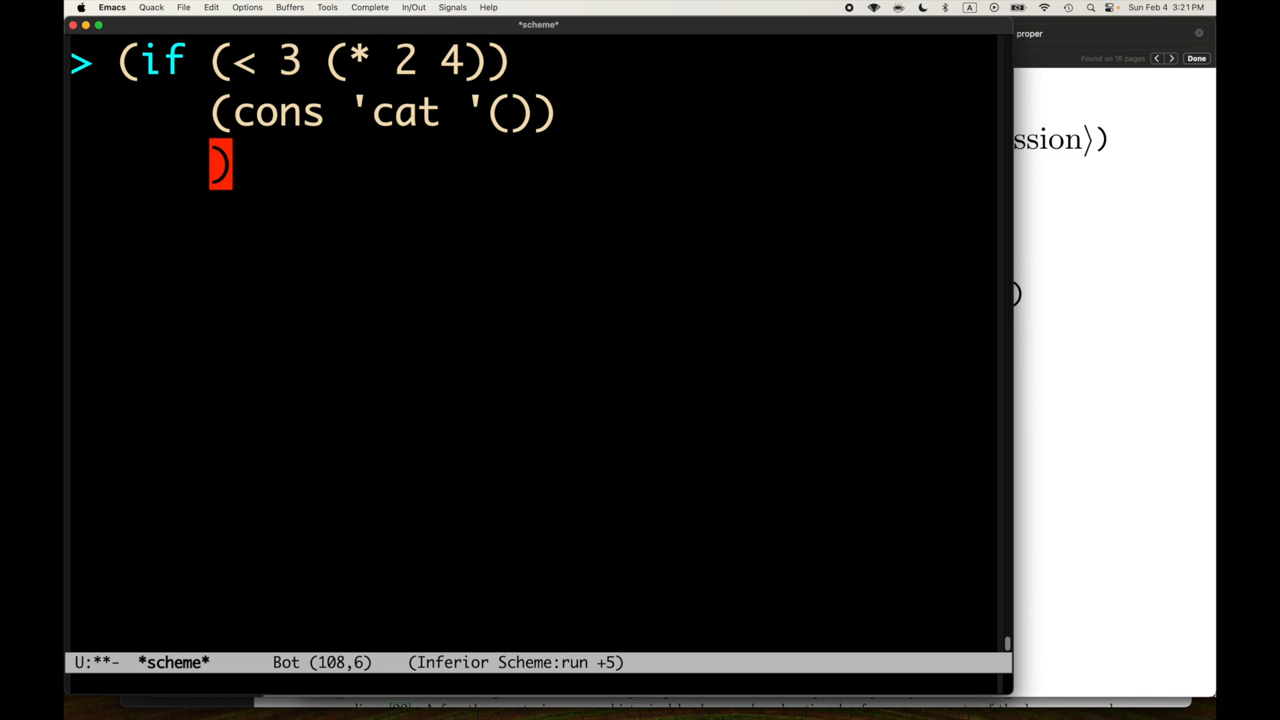 Emacs Quack File Edit Options Buffers Tools Complete In/Out Signals Help
A
Sun Feb 4 3:21 PM
*scheme*
proper
Found on 16 pages
Done
> (if (< 3 (* 2 4))
(cons 'cat '())
)
ssion⟩)
)
U:**- *scheme* Bot (108,6) (Inferior Scheme:run +5)